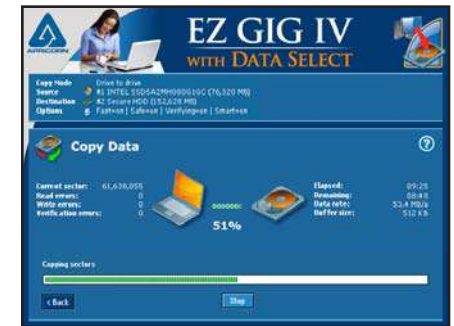 APRICORN
EZ GIG IV
WITH DATA SELECT
Copy Mode Drive to drive
Source #1 INTEL SSDSA2MH080G1GC (76,320 MB)
Destination #2 Secure HDD (152,628 MB)
Options Fast=on | Safe=on | Verifying=on | Smart=on
Copy Data
?
Current sector: 61,638,055
Read errors: 0
Write errors: 0
Verification errors: 0
51%
Elapsed: 09:25
Remaining: 08:48
Data rate: 53.4 MB/s
Buffer size: 512 KB
Copying sectors
< Back
Stop